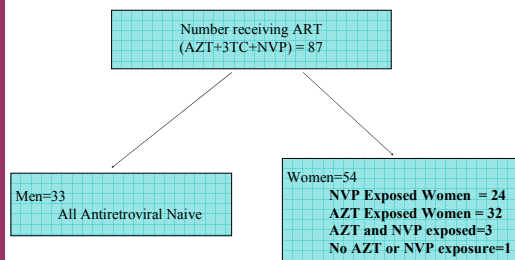 Number receiving ART
(AZT+3TC+NVP) = 87
Men=33
All Antiretroviral Naive
Women=54
NVP Exposed Women = 24
AZT Exposed Women = 32
AZT and NVP exposed=3
No AZT or NVP exposure=1